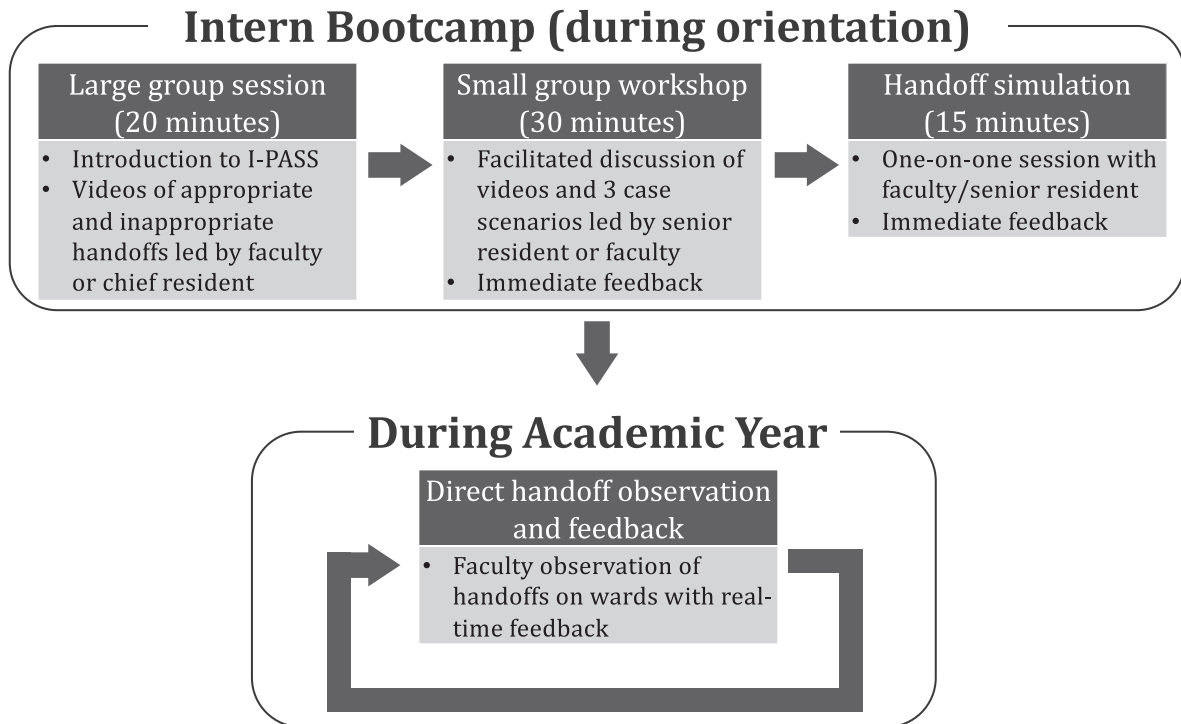 Intern Bootcamp (during orientation)
Large group session
(20 minutes)
• Introduction to I-PASS
• Videos of appropriate
and inappropriate
handoffs led by faculty
or chief resident
Small group workshop
(30 minutes)
• Facilitated discussion of
videos and 3 case
scenarios led by senior
resident or faculty
• Immediate feedback
Handoff simulation
(15 minutes)
• One-on-one session with
faculty/senior resident
• Immediate feedback
During Academic Year
Direct handoff observation
and feedback
• Faculty observation of
handoffs on wards with real-
time feedback